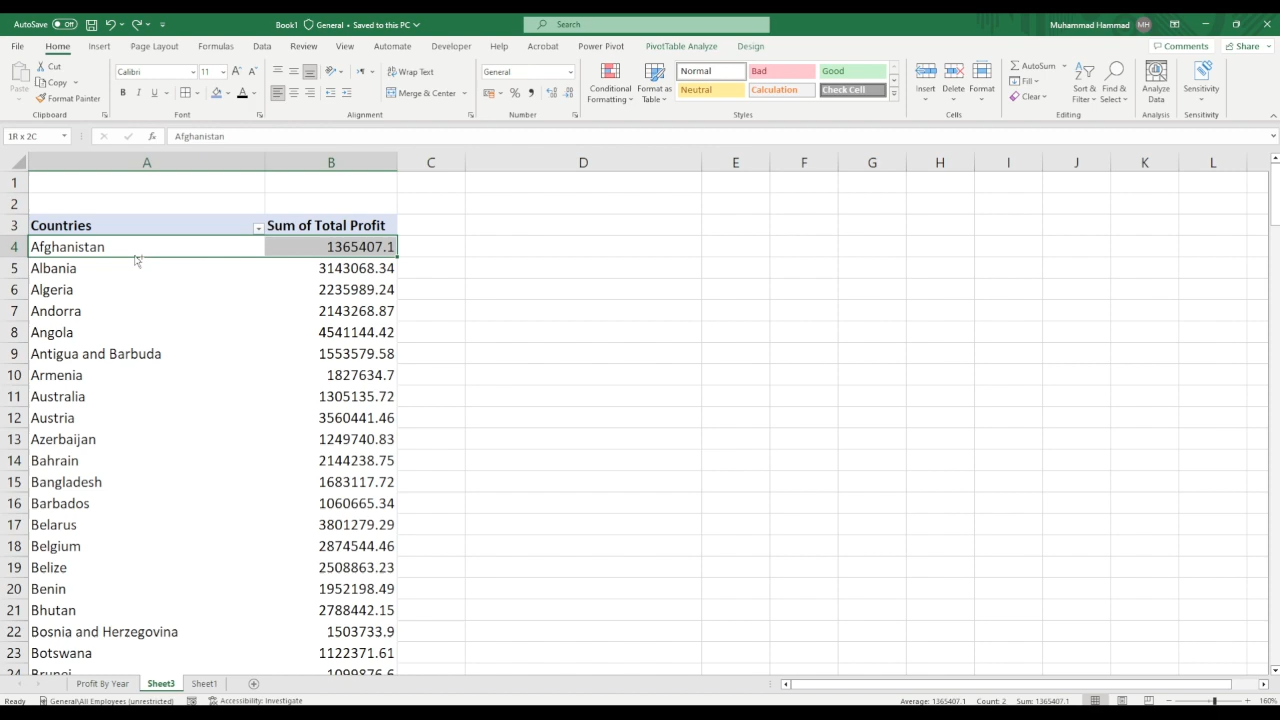 AutoSave Off Book1 General • Saved to this PC Search Muhammad Hammad MH
File Home Insert Page Layout Formulas Data Review View Automate Developer Help Acrobat Power Pivot PivotTable Analyze Design Comments Share
Paste Cut Copy Format Painter Clipboard
Calibri 11 A A B I U A Font
Wrap Text Merge & Center Alignment
General % , Number
Conditional Formatting Format as Table Normal Bad Good Neutral Calculation Check Cell Styles
Insert Delete Format Cells
AutoSum Fill Clear Sort & Filter Find & Select Editing
Analyze Data Analysis
Sensitivity Sensitivity
1R x 2C fx Afghanistan
A B C D E F G H I J K L
1
2
3 Countries Sum of Total Profit
4 Afghanistan 1365407.1
5 Albania 3143068.34
6 Algeria 2235989.24
7 Andorra 2143268.87
8 Angola 4541144.42
9 Antigua and Barbuda 1553579.58
10 Armenia 1827634.7
11 Australia 1305135.72
12 Austria 3560441.46
13 Azerbaijan 1249740.83
14 Bahrain 2144238.75
15 Bangladesh 1683117.72
16 Barbados 1060665.34
17 Belarus 3801279.29
18 Belgium 2874544.46
19 Belize 2508863.23
20 Benin 1952198.49
21 Bhutan 2788442.15
22 Bosnia and Herzegovina 1503733.9
23 Botswana 1122371.61
24 Brunei 1099876.6
Profit By Year Sheet3 Sheet1
Ready General\All Employees (unrestricted) Accessibility: Investigate Average: 1365407.1 Count: 2 Sum: 1365407.1 160%